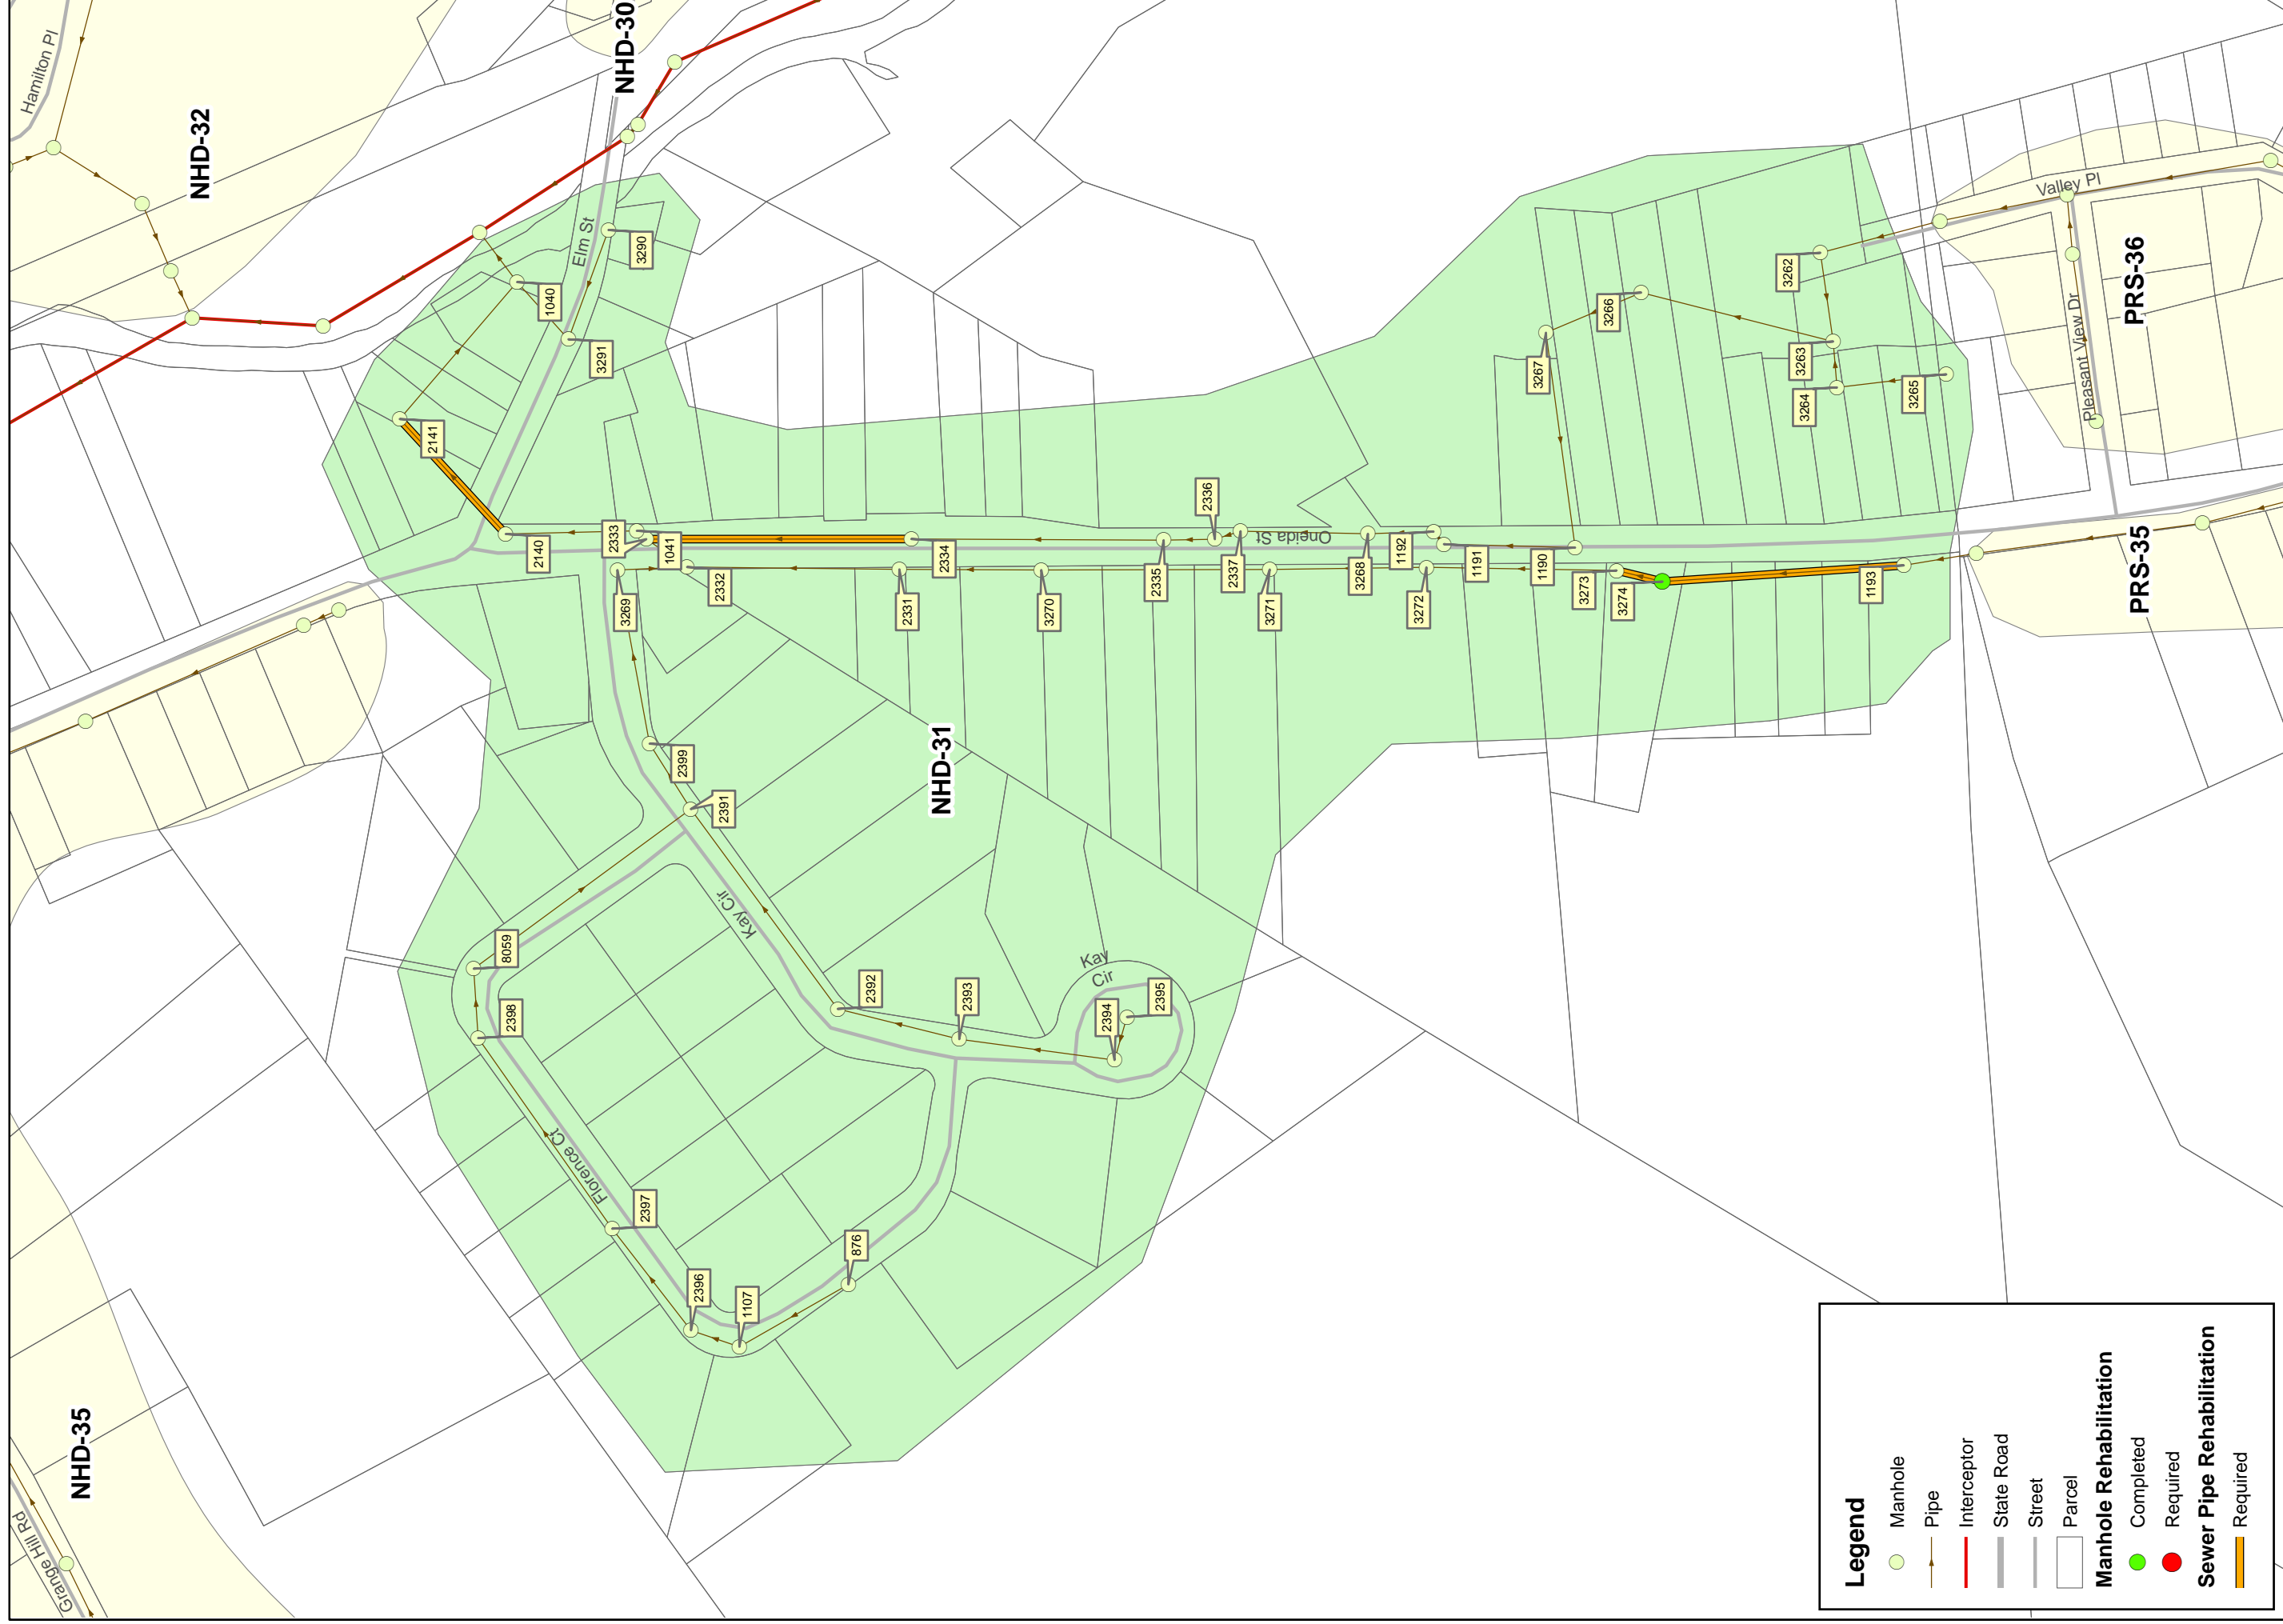 Hamilton Pl
NHD-32
NHD-30
Elm St
3290
1040
3291
2141
2140
2333
1041
2332
3269
2334
2331
3270
2335
2336
2337
Oneida St
3271
3268
1192
3272
1191
1190
3273
3274
1193
3267
3266
3262
3263
3264
3265
Valley Pl
Pleasant View Dr
PRS-36
PRS-35
NHD-31
2399
2391
Kay Cir
8059
2398
2392
2393
Kay
Cir
2394
2395
Florence Ct
2397
2396
1107
876
NHD-35
Grange Hill Rd
Legend
Manhole
Pipe
Interceptor
State Road
Street
Parcel
Manhole Rehabilitation
Completed
Required
Sewer Pipe Rehabilitation
Required